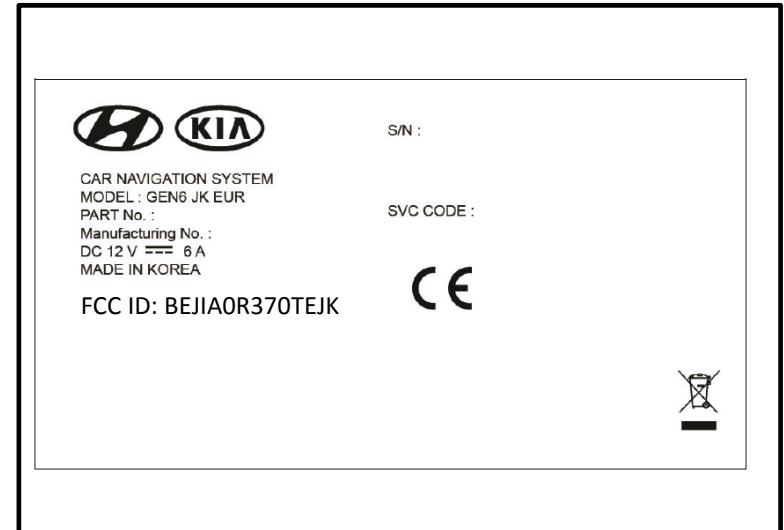 KIA
CAR NAVIGATION SYSTEM
MODEL : GEN6 JK EUR
PART No. :
Manufacturing No. :
DC 12 V ⎓ 6 A
MADE IN KOREA
FCC ID: BEJIA0R370TEJK
S/N :
SVC CODE :
CE